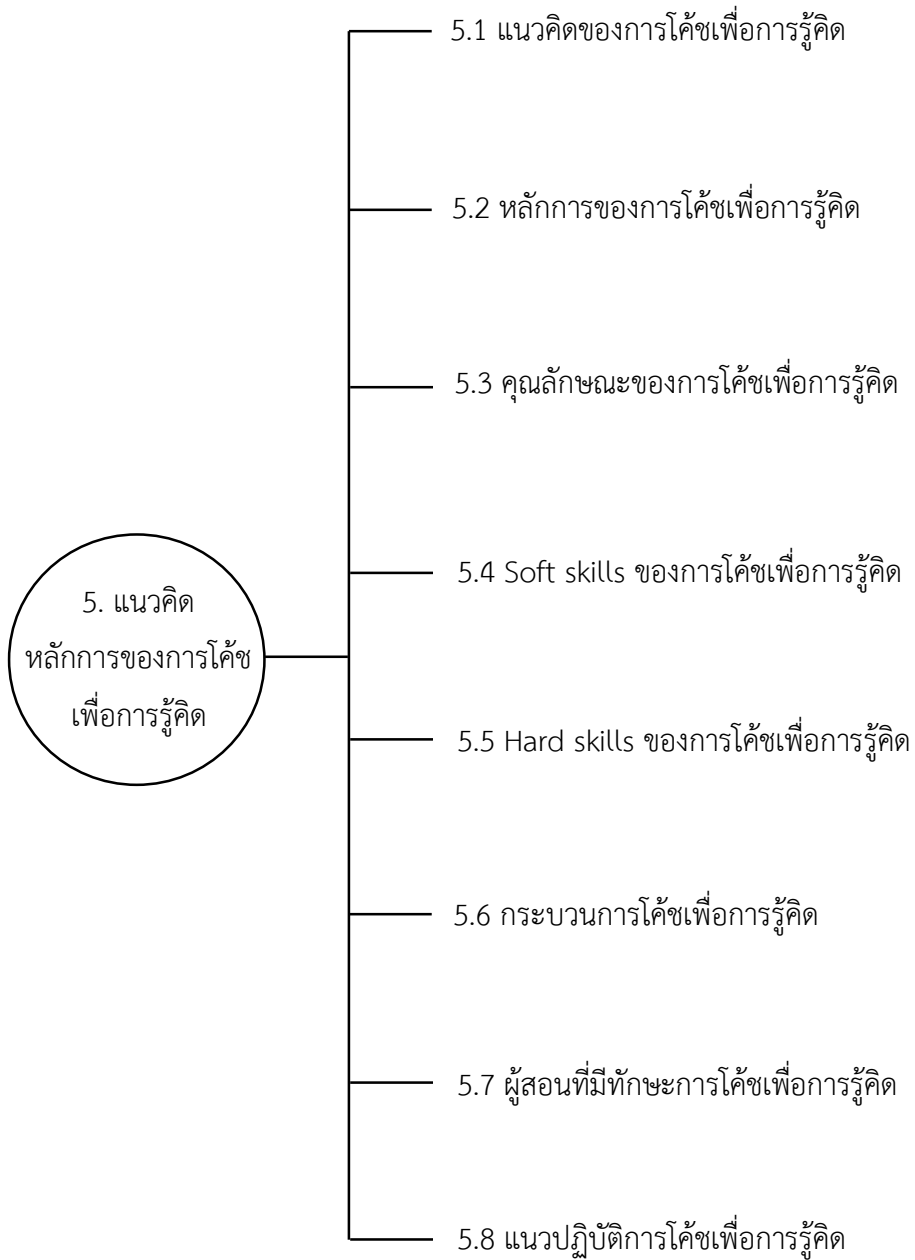 5.1 แนวคิดของการโค้ชเพื่อการรู้คิด
5.2 หลักการของการโค้ชเพื่อการรู้คิด
5.3 คุณลักษณะของการโค้ชเพื่อการรู้คิด
5.4 Soft skills ของการโค้ชเพื่อการรู้คิด
5. แนวคิด
หลักการของการโค้ช
เพื่อการรู้คิด
5.5 Hard skills ของการโค้ชเพื่อการรู้คิด
5.6 กระบวนการโค้ชเพื่อการรู้คิด
5.7 ผู้สอนที่มีทักษะการโค้ชเพื่อการรู้คิด
5.8 แนวปฏิบัติการโค้ชเพื่อการรู้คิด